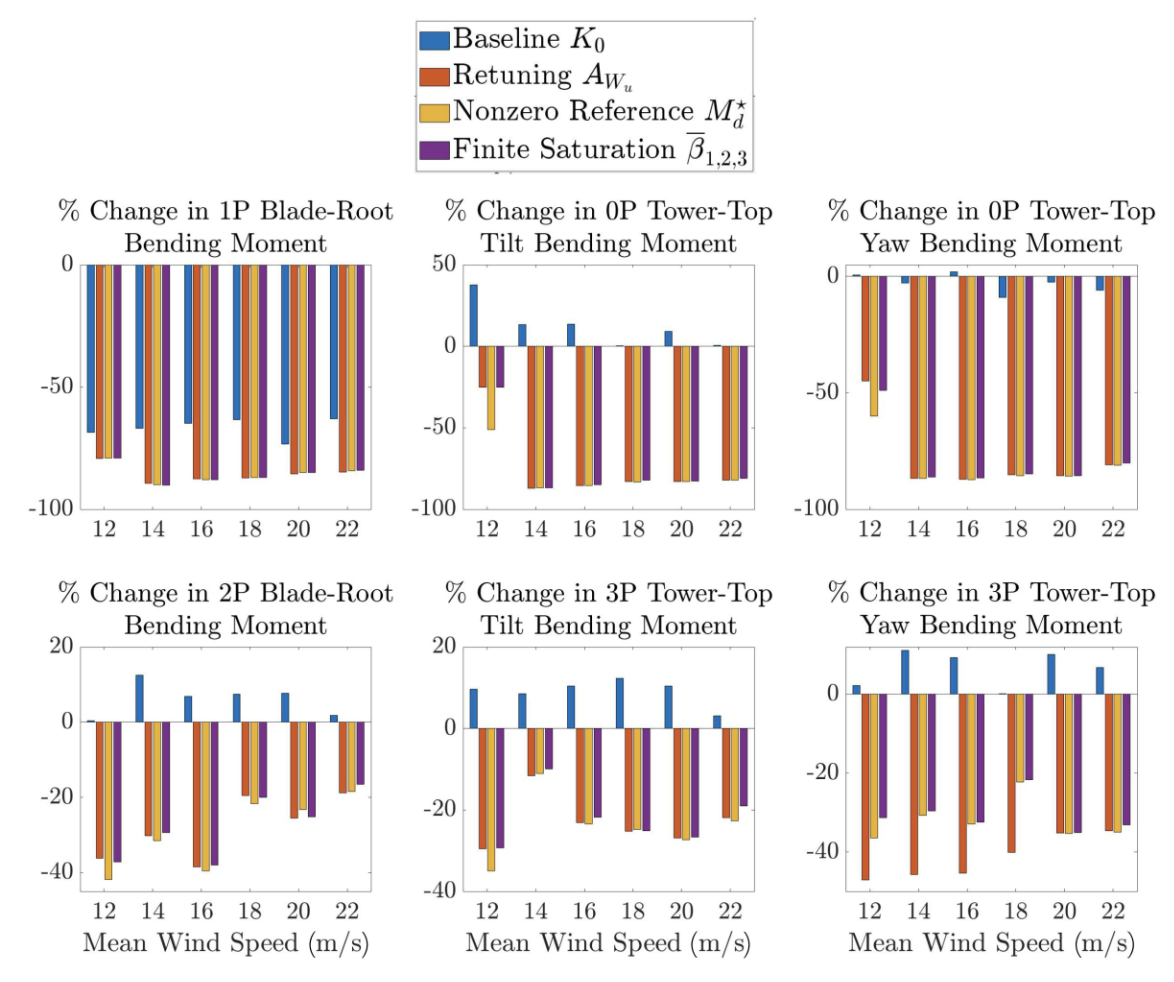 Baseline K₀
Retuning A_{W_u}
Nonzero Reference M_d^⋆
Finite Saturation β̅_{1,2,3}
% Change in 1P Blade-Root
Bending Moment
0
-50
-100
12 14 16 18 20 22
% Change in 0P Tower-Top
Tilt Bending Moment
50
0
-50
-100
12 14 16 18 20 22
% Change in 0P Tower-Top
Yaw Bending Moment
0
-50
-100
12 14 16 18 20 22
% Change in 2P Blade-Root
Bending Moment
20
0
-20
-40
12 14 16 18 20 22
Mean Wind Speed (m/s)
% Change in 3P Tower-Top
Tilt Bending Moment
20
0
-20
-40
12 14 16 18 20 22
Mean Wind Speed (m/s)
% Change in 3P Tower-Top
Yaw Bending Moment
0
-20
-40
12 14 16 18 20 22
Mean Wind Speed (m/s)